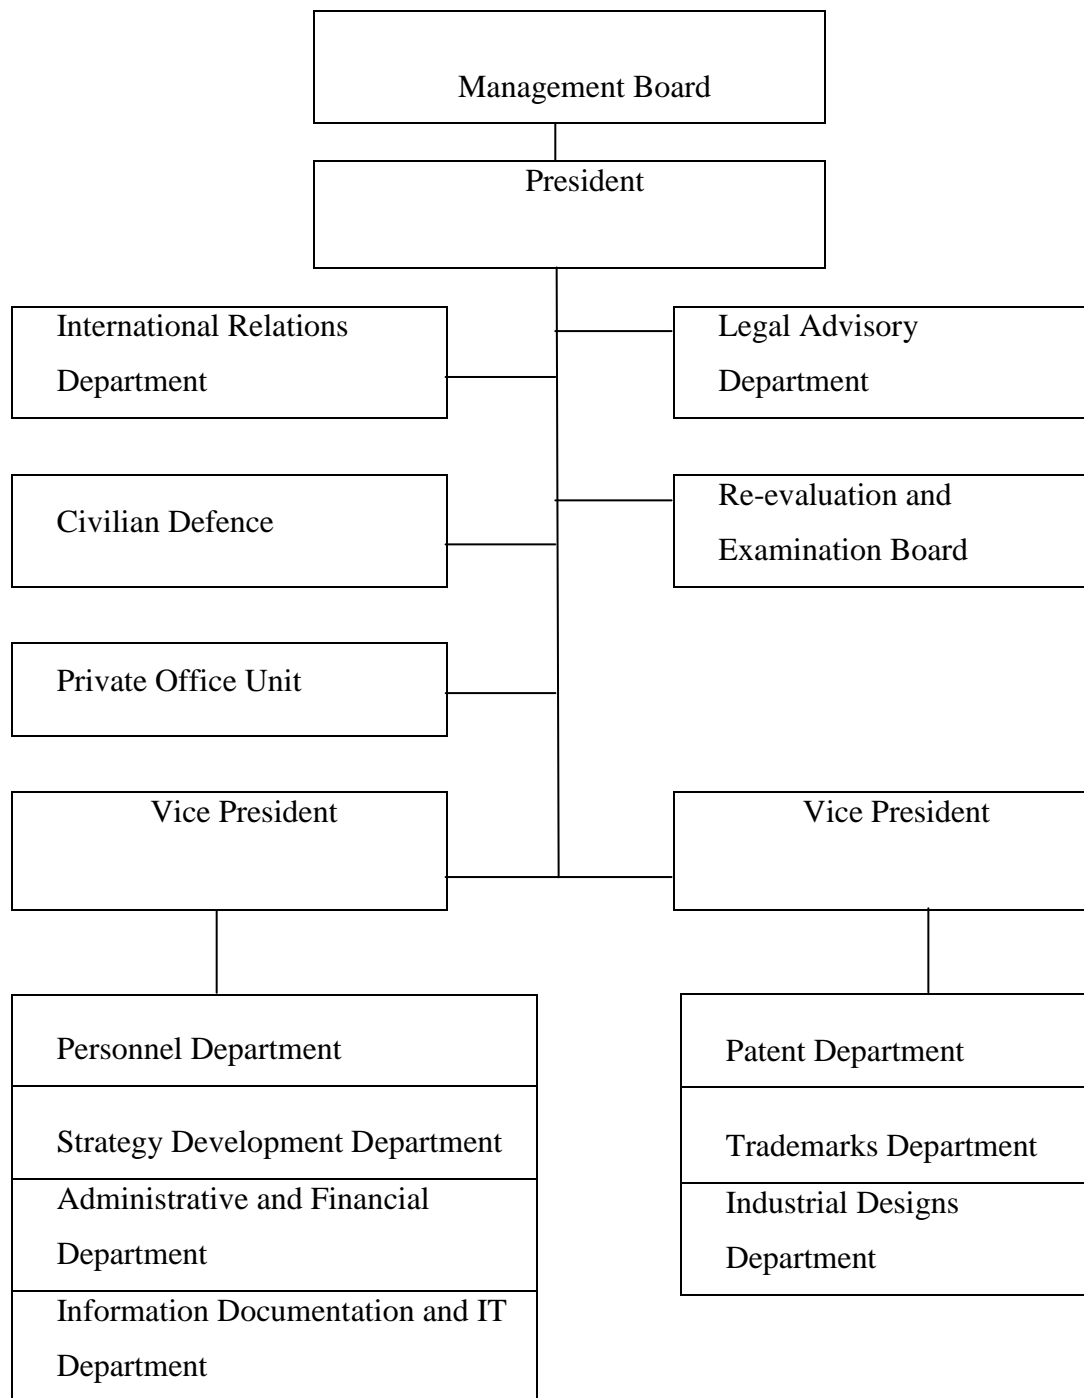 Management Board
President
International Relations
Department
Legal Advisory
Department
Civilian Defence
Re-evaluation and
Examination Board
Private Office Unit
Vice President
Vice President
Personnel Department
Strategy Development Department
Administrative and Financial
Department
Information Documentation and IT
Department
Patent Department
Trademarks Department
Industrial Designs
Department